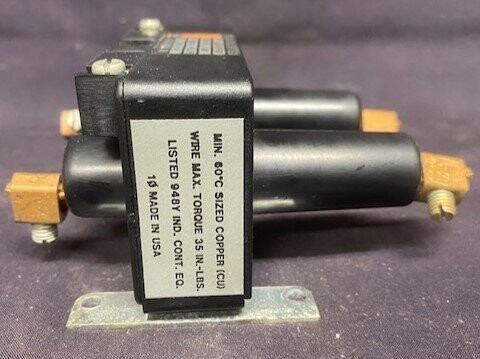 MIN. 60°C SIZED COPPER (CU)
WIRE MAX. TORQUE 35 IN.-LBS.
LISTED 948Y IND. CONT. EQ.
1Ø MADE IN USA